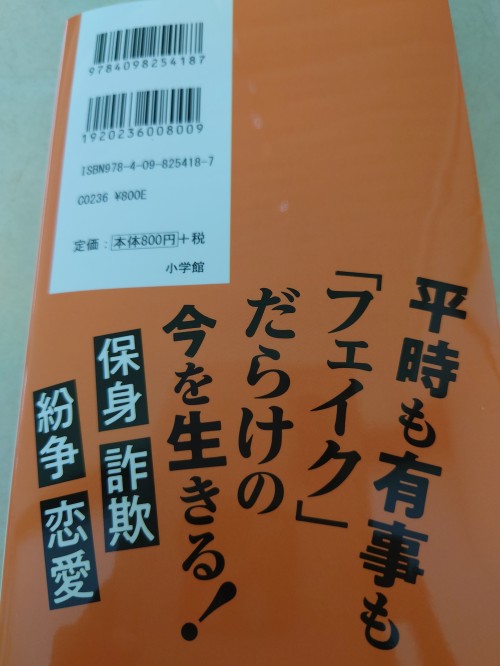 9784098254187
1920236008009
ISBN978-4-09-825418-7
C0236 ¥800E
定価：本体800円＋税
小学館
平時も有事も
「フェイク」
だらけの
今を生きる！
保身 詐欺
紛争 恋愛